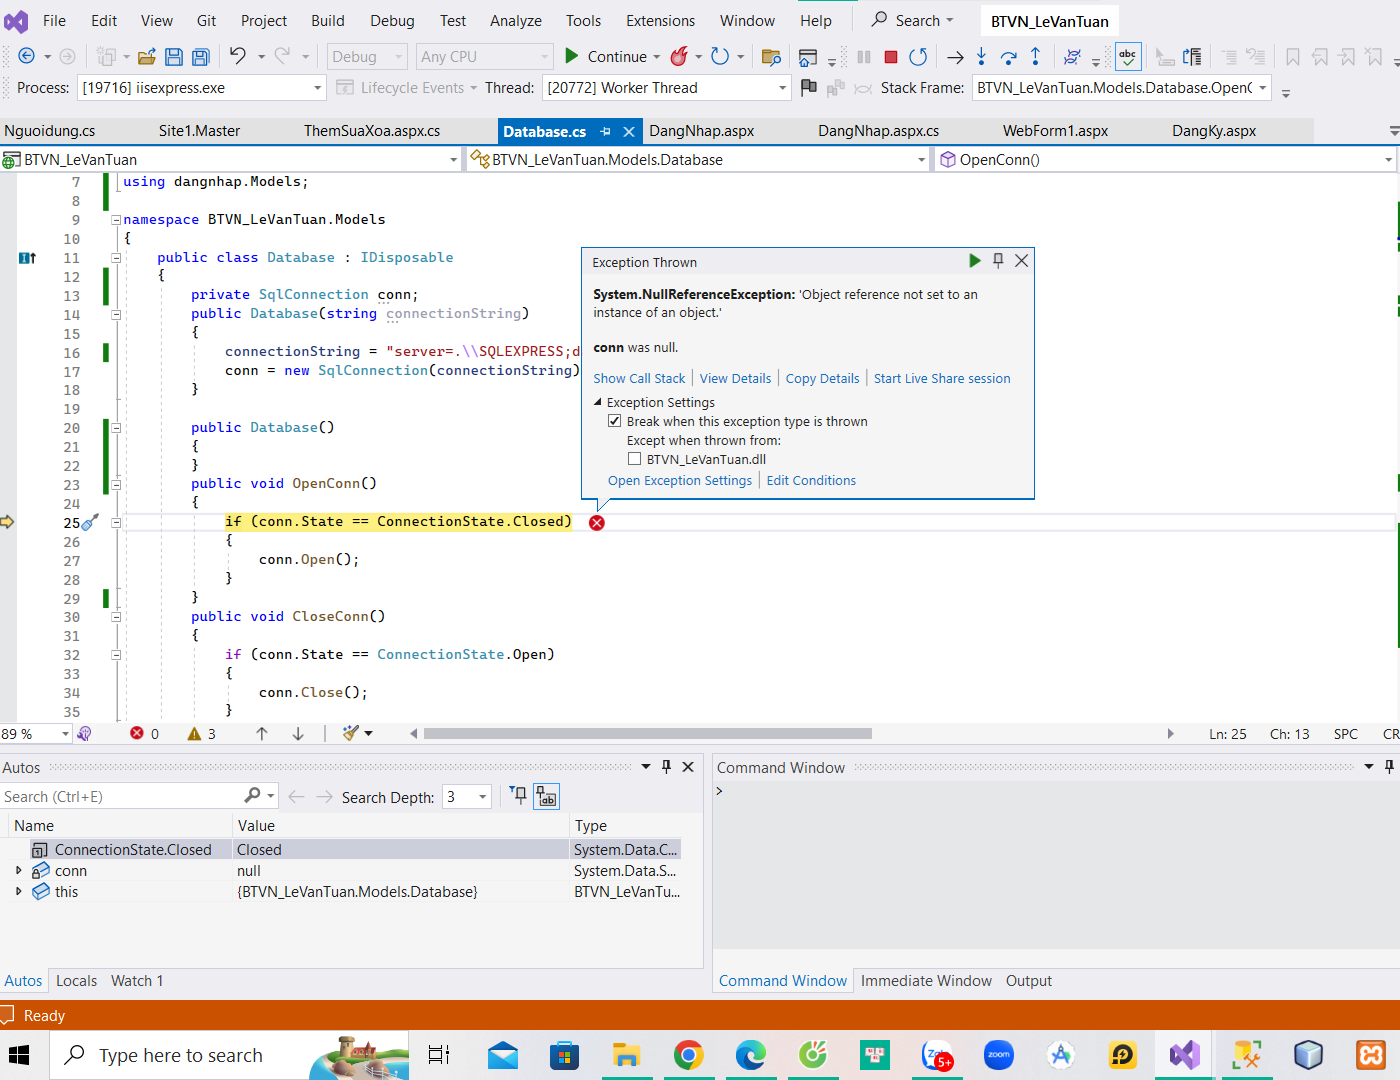 File Edit View Git Project Build Debug Test Analyze Tools Extensions Window Help Search BTVN_LeVanTuan
Debug Any CPU Continue abc
Process: [19716] iisexpress.exe Lifecycle Events Thread: [20772] Worker Thread Stack Frame: BTVN_LeVanTuan.Models.Database.OpenC
Nguoidung.cs Site1.Master ThemSuaXoa.aspx.cs Database.cs DangNhap.aspx DangNhap.aspx.cs WebForm1.aspx DangKy.aspx
BTVN_LeVanTuan BTVN_LeVanTuan.Models.Database OpenConn()
7 using dangnhap.Models;
8
9 namespace BTVN_LeVanTuan.Models
10 {
11 public class Database : IDisposable
12 {
13 private SqlConnection conn;
14 public Database(string connectionString)
15 {
16 connectionString = "server=.\\SQLEXPRESS;d
17 conn = new SqlConnection(connectionString)
18 }
19
20 public Database()
21 {
22 }
23 public void OpenConn()
24 {
25 if (conn.State == ConnectionState.Closed)
26 {
27 conn.Open();
28 }
29 }
30 public void CloseConn()
31 {
32 if (conn.State == ConnectionState.Open)
33 {
34 conn.Close();
35 }
Exception Thrown
System.NullReferenceException: 'Object reference not set to an
instance of an object.'
conn was null.
Show Call Stack View Details Copy Details Start Live Share session
Exception Settings
Break when this exception type is thrown
Except when thrown from:
BTVN_LeVanTuan.dll
Open Exception Settings Edit Conditions
89 % 0 3 Ln: 25 Ch: 13 SPC CR
Autos
Search (Ctrl+E) Search Depth: 3
Name Value Type
ConnectionState.Closed Closed System.Data.C...
conn null System.Data.S...
this {BTVN_LeVanTuan.Models.Database} BTVN_LeVanTu...
Autos Locals Watch 1
Command Window
>
Command Window Immediate Window Output
Ready
Type here to search 5+ zoom